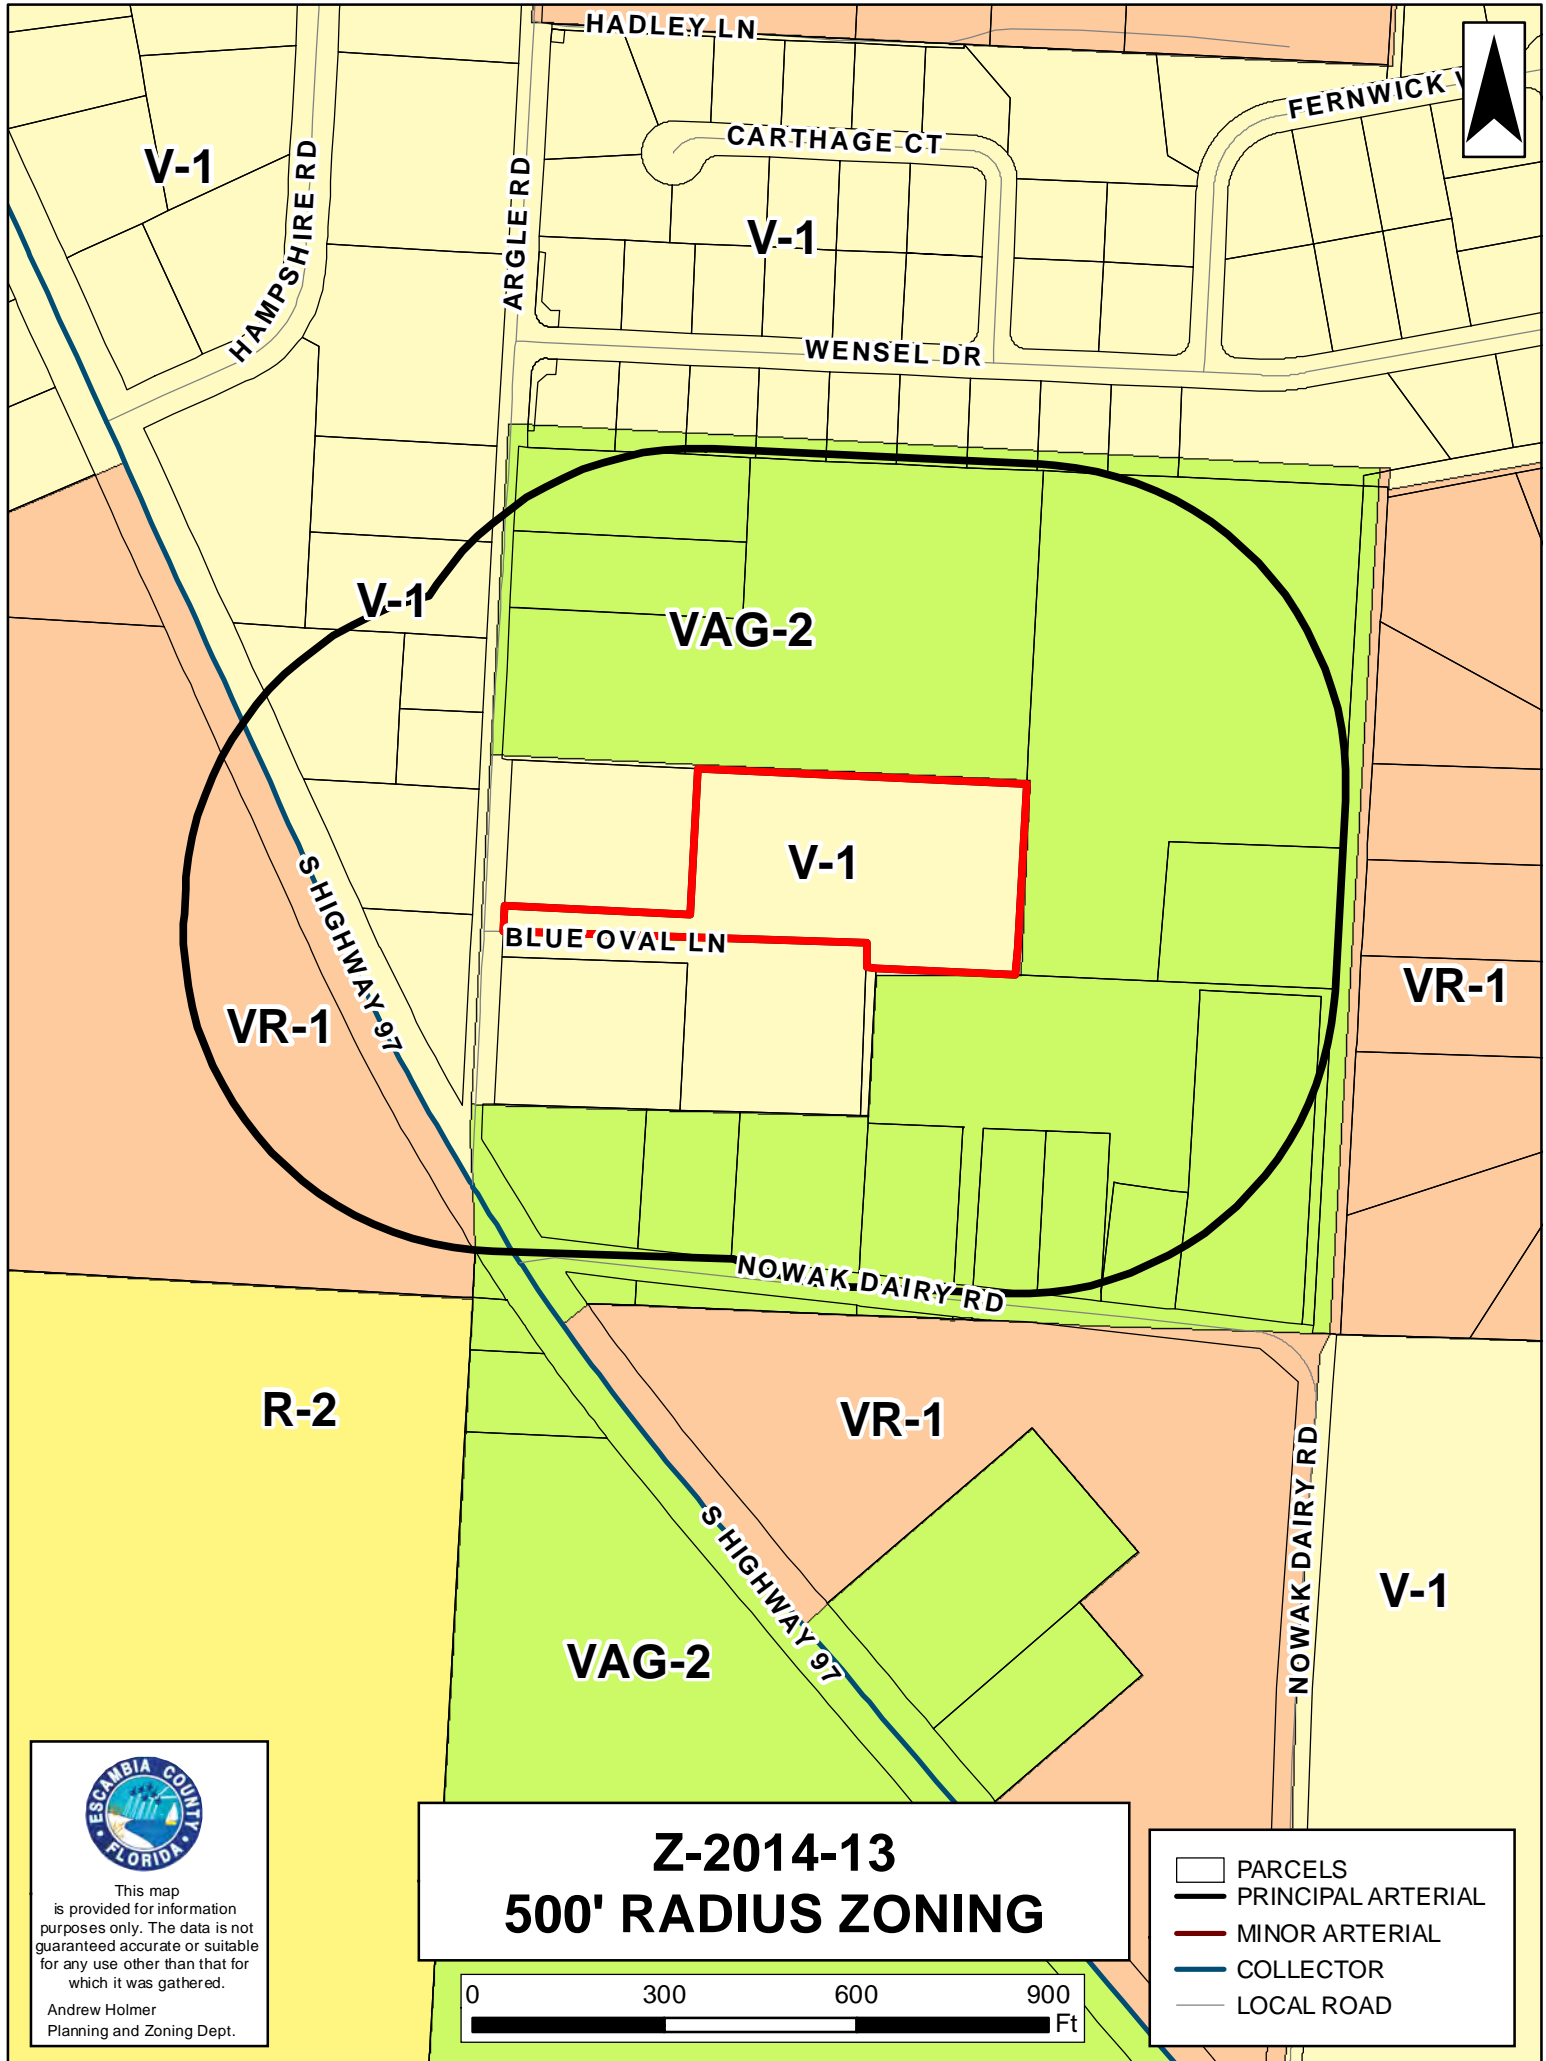 HADLEY LN
FERNWICK
CARTHAGE CT
V-1
HAMPSHIRE RD
ARGLE RD
V-1
WENSEL DR
V-1
VAG-2
V-1
BLUE OVAL LN
S HIGHWAY 97
VR-1
VR-1
NOWAK DAIRY RD
R-2
VR-1
NOWAK DAIRY RD
S HIGHWAY 97
V-1
VAG-2
ESCAMBIA COUNTY
FLORIDA
This map
is provided for information
purposes only. The data is not
guaranteed accurate or suitable
for any use other than that for
which it was gathered.
Andrew Holmer
Planning and Zoning Dept.
Z-2014-13
500' RADIUS ZONING
0 300 600 900
Ft
PARCELS
PRINCIPAL ARTERIAL
MINOR ARTERIAL
COLLECTOR
LOCAL ROAD